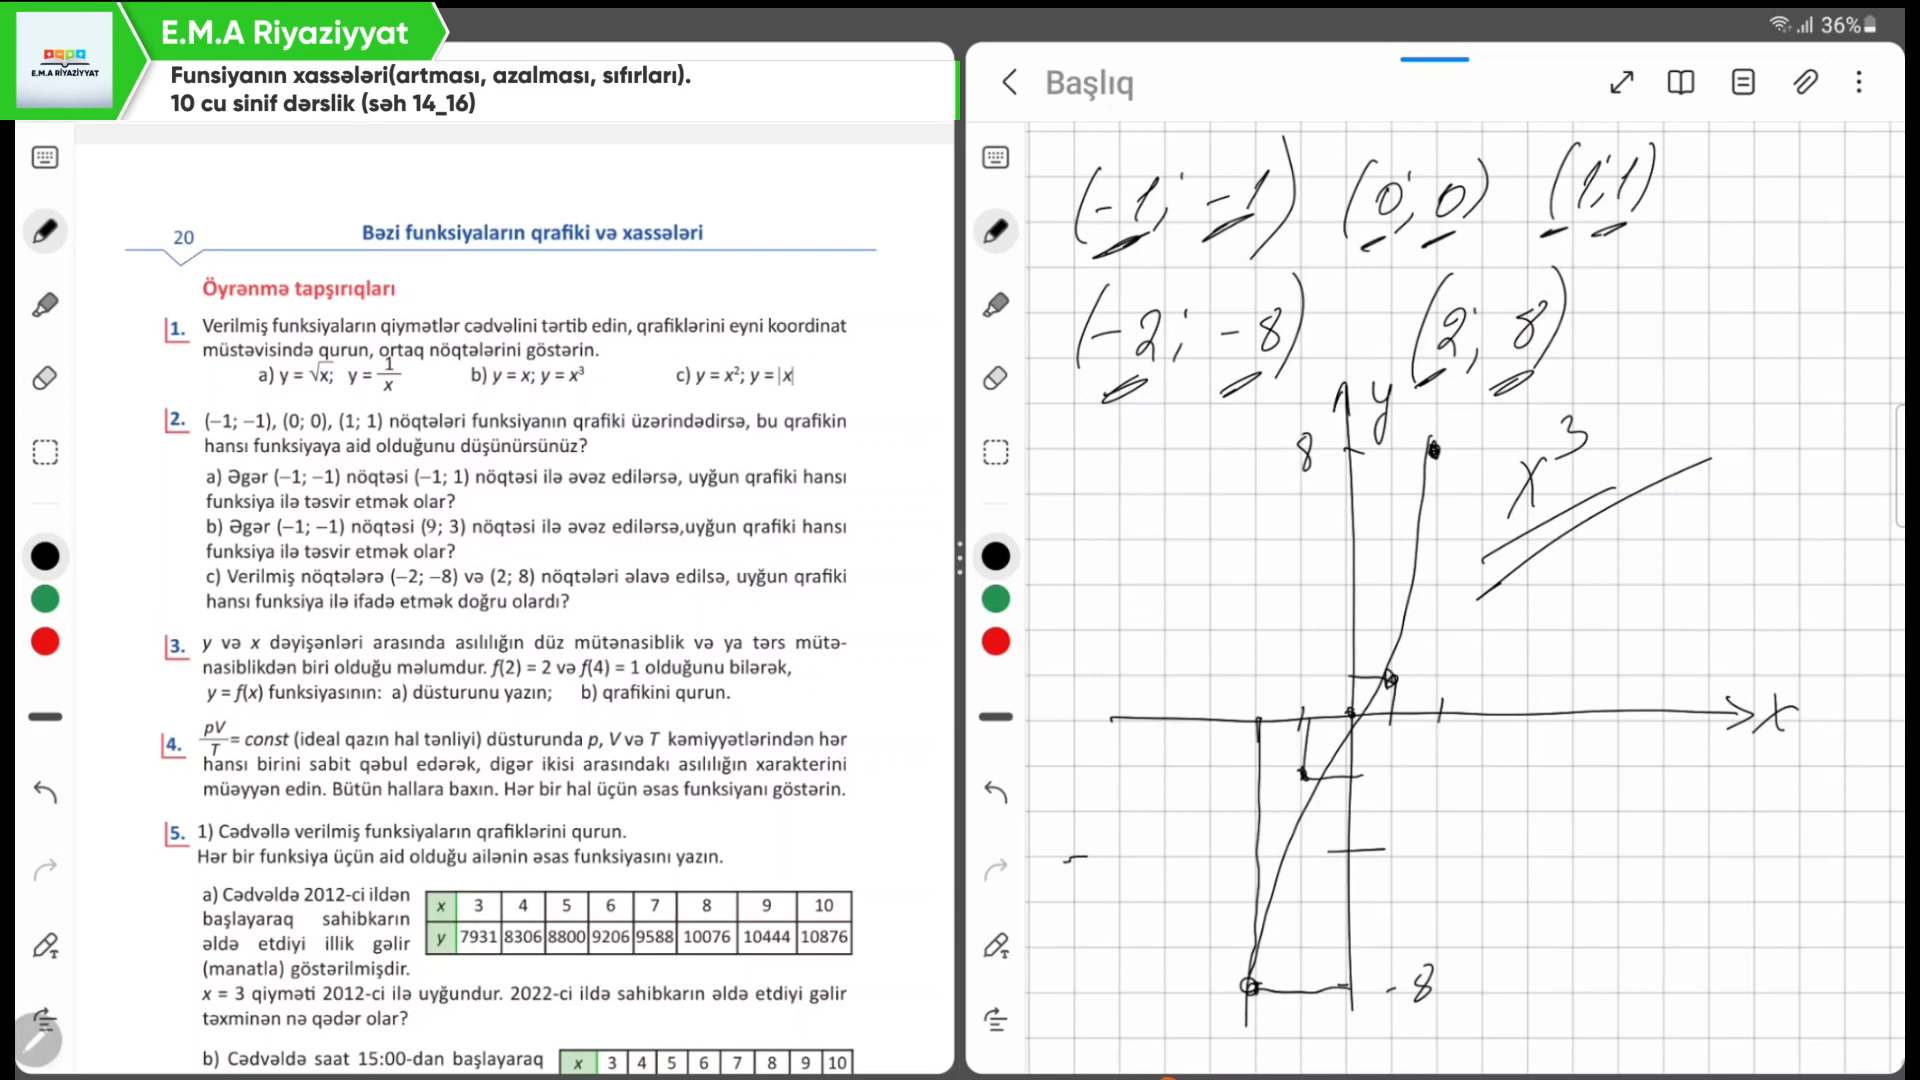 E.M.A Riyaziyyat
E.M.A RİYAZİYYAT
Funsiyanın xassələri(artması, azalması, sıfırları).
10 cu sinif dərslik (səh 14_16)
36%
20
Bəzi funksiyaların qrafiki və xassələri
Öyrənmə tapşırıqları
1. Verilmiş funksiyaların qiymətlər cədvəlini tərtib edin, qrafiklərini eyni koordinat
müstəvisində qurun, ortaq nöqtələrini göstərin.
a) y = √x; y = 1/x b) y = x; y = x³ c) y = x²; y = |x|
2. (−1; −1), (0; 0), (1; 1) nöqtələri funksiyanın qrafiki üzərindədirsə, bu qrafikin
hansı funksiyaya aid olduğunu düşünürsünüz?
a) Əgər (−1; −1) nöqtəsi (−1; 1) nöqtəsi ilə əvəz edilərsə, uyğun qrafiki hansı
funksiya ilə təsvir etmək olar?
b) Əgər (−1; −1) nöqtəsi (9; 3) nöqtəsi ilə əvəz edilərsə,uyğun qrafiki hansı
funksiya ilə təsvir etmək olar?
c) Verilmiş nöqtələrə (−2; −8) və (2; 8) nöqtələri əlavə edilsə, uyğun qrafiki
hansı funksiya ilə ifadə etmək doğru olardı?
3. y və x dəyişənləri arasında asılılığın düz mütənasiblik və ya tərs mütə-
nasiblikdən biri olduğu məlumdur. f(2) = 2 və f(4) = 1 olduğunu bilərək,
y = f(x) funksiyasının: a) düsturunu yazın; b) qrafikini qurun.
4. pV/T = const (ideal qazın hal tənliyi) düsturunda p, V və T kəmiyyətlərindən hər
hansı birini sabit qəbul edərək, digər ikisi arasındakı asılılığın xarakterini
müəyyən edin. Bütün hallara baxın. Hər bir hal üçün əsas funksiyanı göstərin.
5. 1) Cədvəllə verilmiş funksiyaların qrafiklərini qurun.
Hər bir funksiya üçün aid olduğu ailənin əsas funksiyasını yazın.
a) Cədvəldə 2012-ci ildən
başlayaraq sahibkarın
əldə etdiyi illik gəlir
(manatla) göstərilmişdir.
x 3 4 5 6 7 8 9 10
y 7931 8306 8800 9206 9588 10076 10444 10876
x = 3 qiyməti 2012-ci ilə uyğundur. 2022-ci ildə sahibkarın əldə etdiyi gəlir
təxminən nə qədər olar?
b) Cədvəldə saat 15:00-dan başlayaraq
x 3 4 5 6 7 8 9 10
Başlıq
(-1; -1) (0; 0) (1; 1)
(-2; -8) (2; 8)
y
8
x³
x
-8